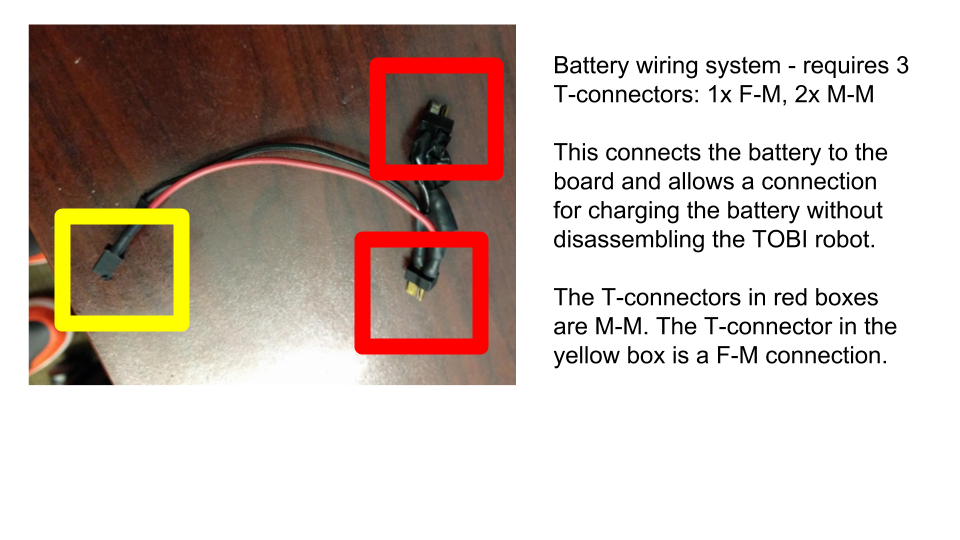 Battery wiring system - requires 3
T-connectors: 1x F-M, 2x M-M
This connects the battery to the
board and allows a connection
for charging the battery without
disassembling the TOBI robot.
The T-connectors in red boxes
are M-M. The T-connector in the
yellow box is a F-M connection.